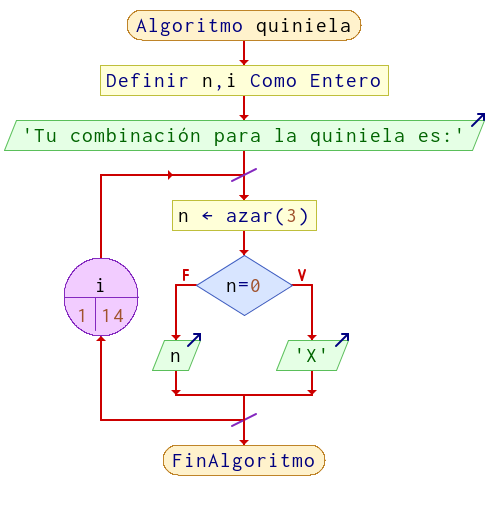 Algoritmo quiniela
Definir n,i Como Entero
'Tu combinación para la quiniela es:'
n ← azar(3)
F
V
n=0
i
1
14
n
'X'
FinAlgoritmo